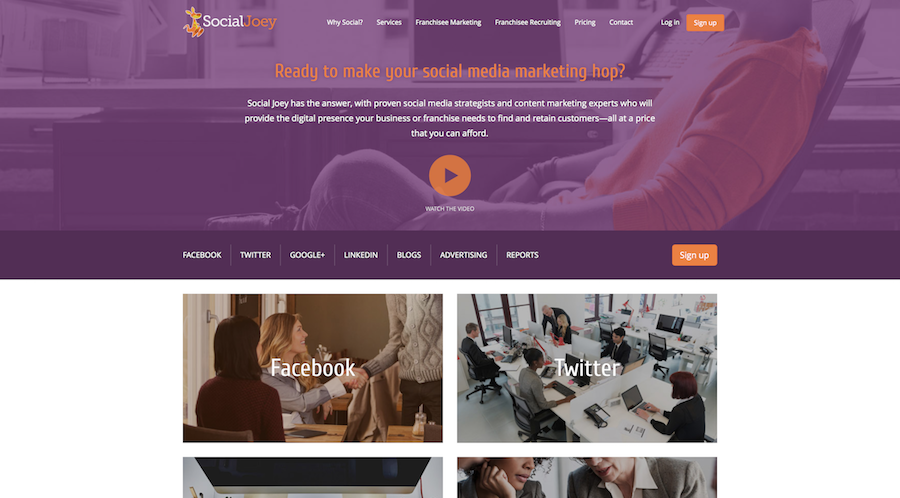 SocialJoey
Why Social? Services Franchisee Marketing Franchisee Recruiting Pricing Contact Log in Sign up
Ready to make your social media marketing hop?
Social Joey has the answer, with proven social media strategists and content marketing experts who will
provide the digital presence your business or franchise needs to find and retain customers—all at a price
that you can afford.
WATCH THE VIDEO
FACEBOOK TWITTER GOOGLE+ LINKEDIN BLOGS ADVERTISING REPORTS Sign up
Facebook Twitter